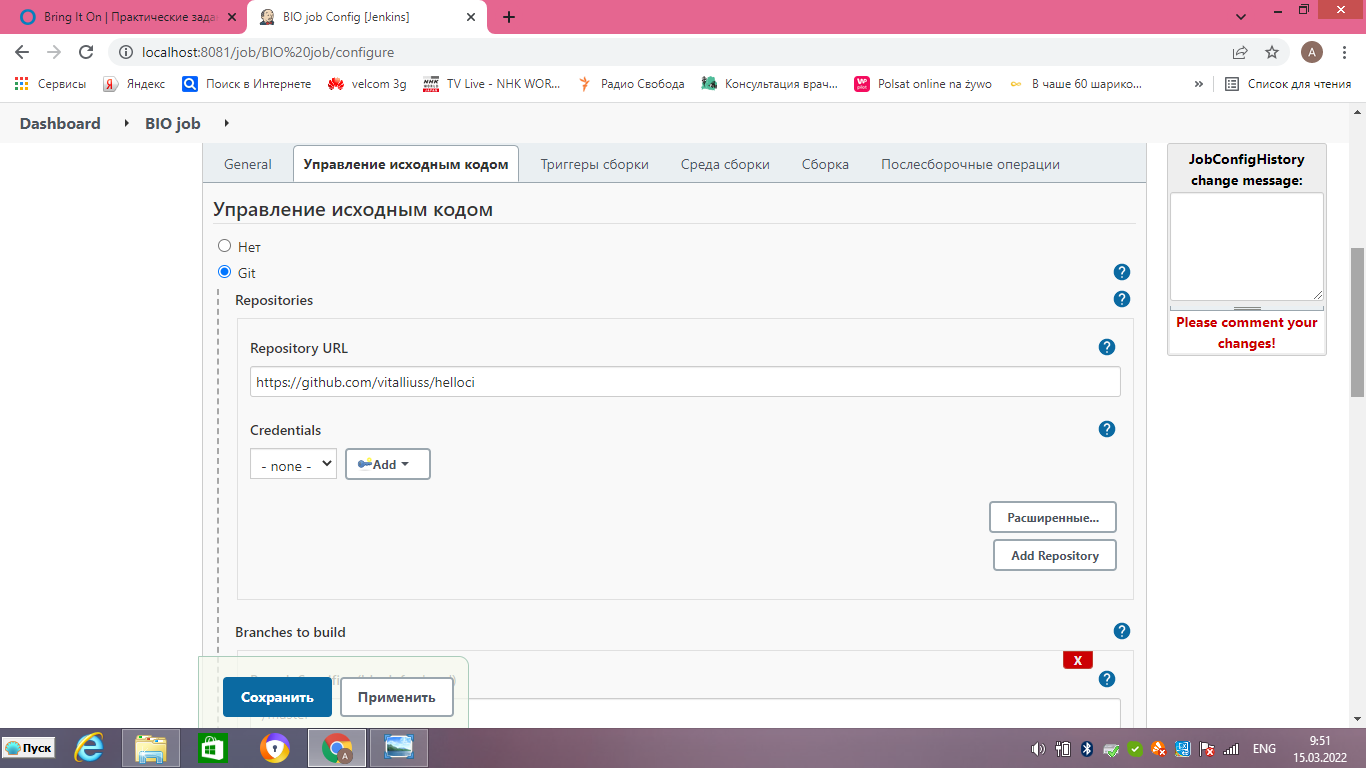 Bring It On | Практические зада
BIO job Config [Jenkins]
localhost:8081/job/BIO%20job/configure
A
Сервисы
Яндекс
Поиск в Интернете
velcom 3g
TV Live - NHK WOR...
Радио Свобода
Консультация врач...
Polsat online na żywo
В чаше 60 шарико...
»
Список для чтения
Dashboard
BIO job
General
Управление исходным кодом
Триггеры сборки
Среда сборки
Сборка
Послесборочные операции
JobConfigHistory
change message:
Please comment your
changes!
Управление исходным кодом
Нет
Git
?
Repositories
?
Repository URL
?
https://github.com/vitalliuss/helloci
Credentials
?
- none -
Add
Расширенные...
Add Repository
Branches to build
?
X
?
Сохранить
Применить
Пуск
ENG
9:51
15.03.2022